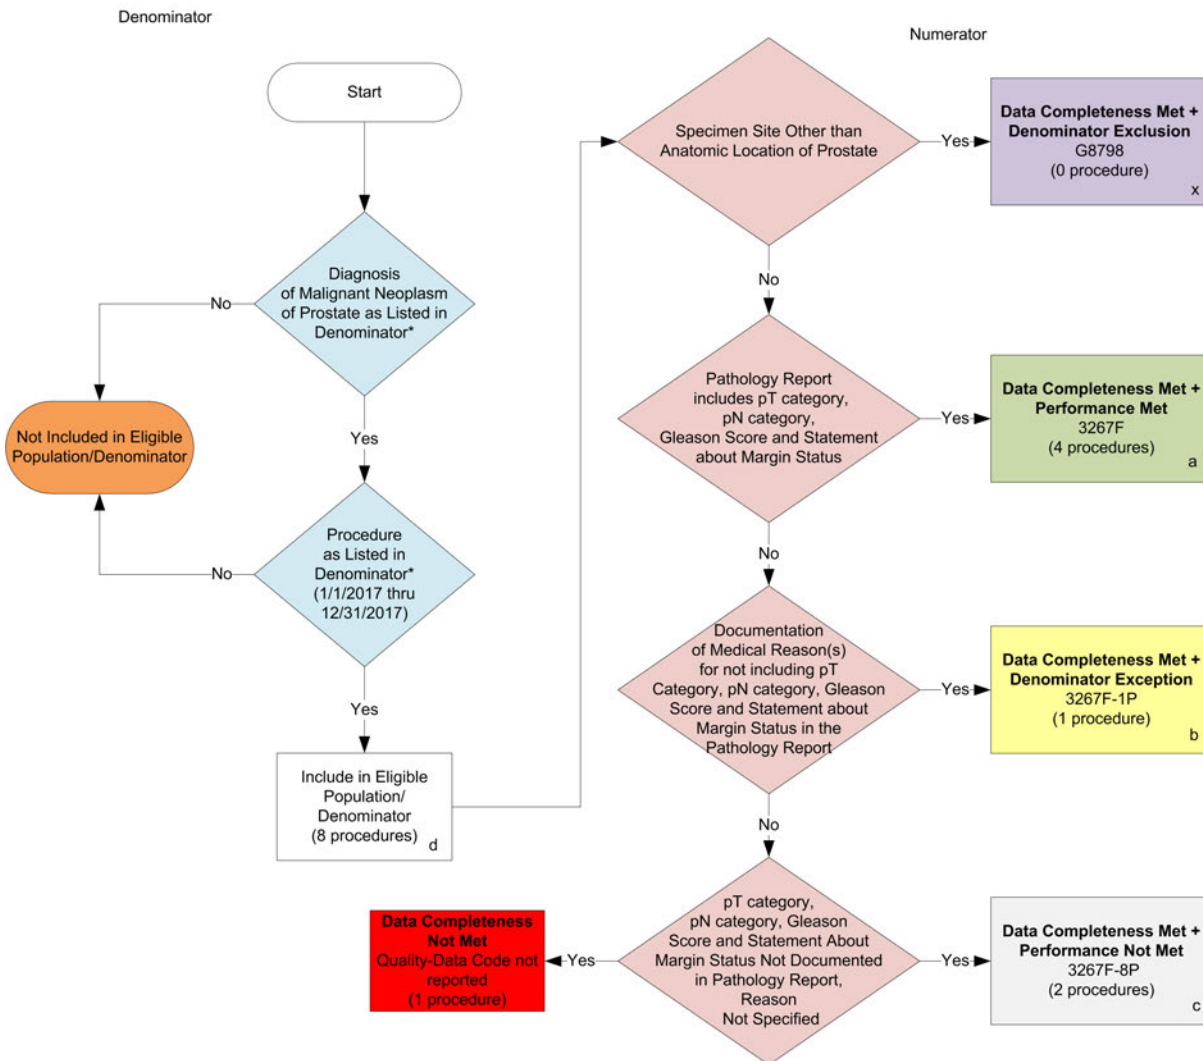 Denominator
Numerator
Start
Diagnosis
of Malignant Neoplasm
of Prostate as Listed in
Denominator*
No
Yes
Not Included in Eligible
Population/Denominator
Procedure
as Listed in
Denominator*
(1/1/2017 thru
12/31/2017)
No
Yes
Include in Eligible
Population/
Denominator
(8 procedures)
d
Specimen Site Other than
Anatomic Location of Prostate
Yes
Data Completeness Met +
Denominator Exclusion
G8798
(0 procedure)
x
No
Pathology Report
includes pT category,
pN category,
Gleason Score and Statement
about Margin Status
Yes
Data Completeness Met +
Performance Met
3267F
(4 procedures)
a
No
Documentation
of Medical Reason(s)
for not including pT
Category, pN category, Gleason
Score and Statement about
Margin Status in the
Pathology Report
Yes
Data Completeness Met +
Denominator Exception
3267F-1P
(1 procedure)
b
No
pT category,
pN category, Gleason
Score and Statement About
Margin Status Not Documented
in Pathology Report,
Reason
Not Specified
Yes
Data Completeness Met +
Performance Not Met
3267F-8P
(2 procedures)
c
Yes
Data Completeness
Not Met
Quality-Data Code not
reported
(1 procedure)